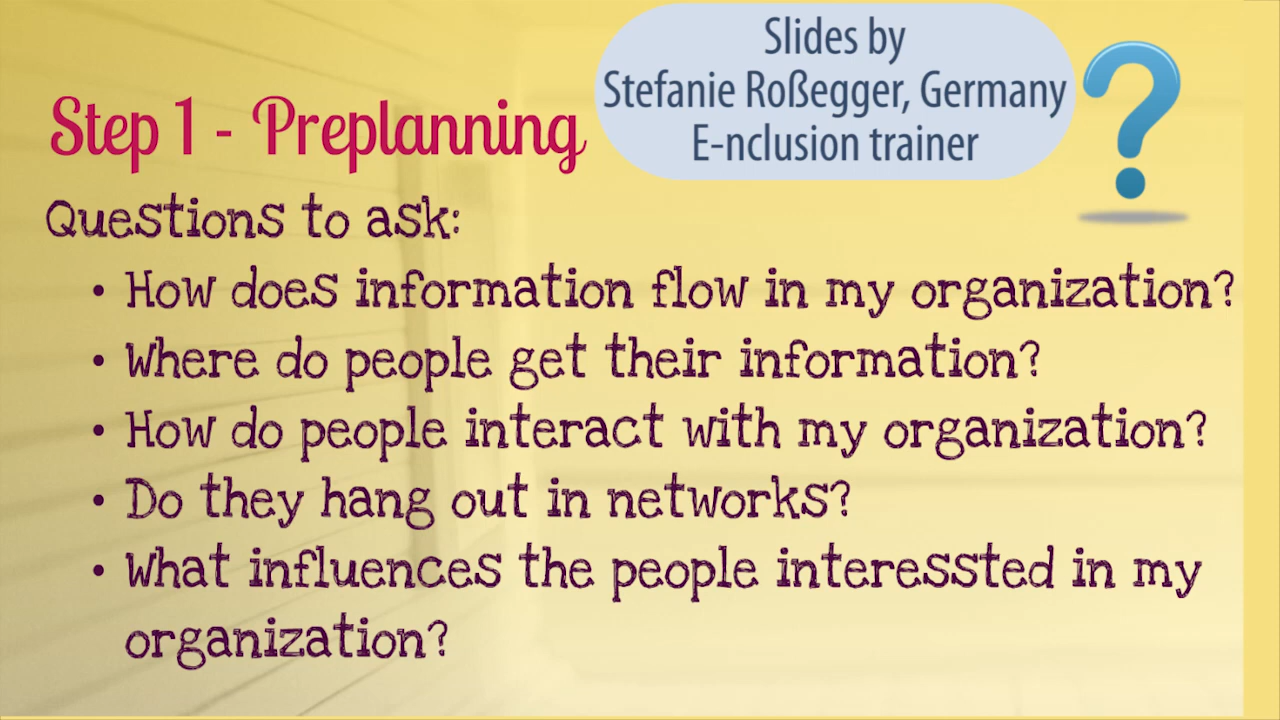 Slides by
Stefanie Roßegger, Germany
E-nclusion trainer
Step 1 - Preplanning
Questions to ask:
• How does information flow in my organization?
• Where do people get their information?
• How do people interact with my organization?
• Do they hang out in networks?
• What influences the people interessted in my
organization?